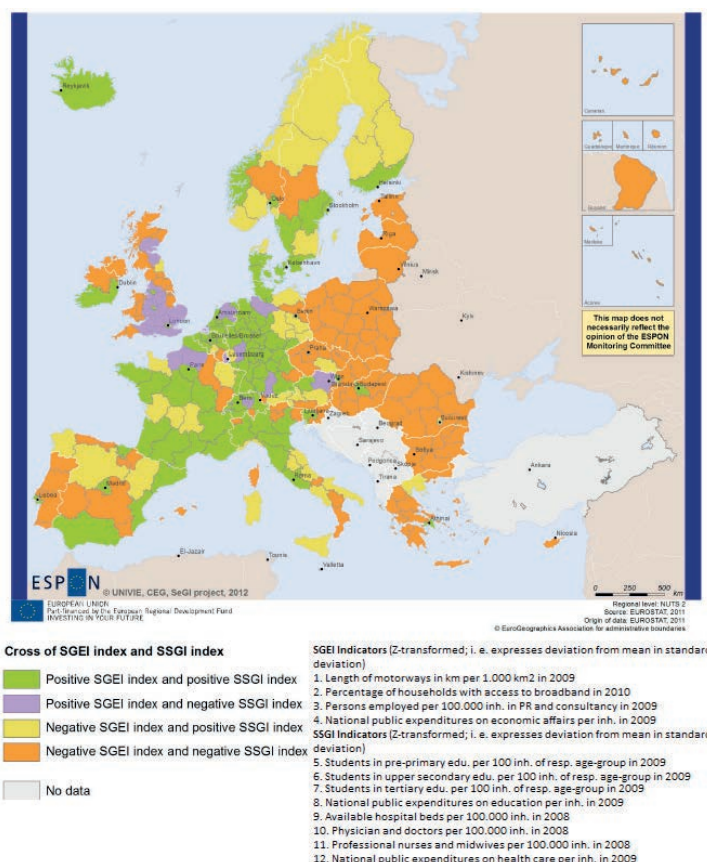 Reykjavik
Canarias
Guadeloupe Martinique Réunion
Guyane
Madeira
Acores
This map does not
necessarily reflect the
opinion of the ESPON
Monitoring Committee
Oslo
Stockholm
Helsinki
Tallinn
Riga
Vilnius
Minsk
København
Dublin
London
Amsterdam
Berlin
Warszawa
Kyiv
Praha
Luxembourg
Paris
Bern
Budapest
Kishinev
Ljubljana
Zagreb
Beograd
Bucuresti
Sarajevo
Sofiya
Skopje
Tirana
Ankara
Roma
Madrid
Lisboa
Athinai
Nicosia
El-Jazair
Tounis
Valletta
ESPON
© UNIVIE, CEG, SeGI project, 2012
EUROPEAN UNION
Part-financed by the European Regional Development Fund
INVESTING IN YOUR FUTURE
0 250 500
km
Regional level: NUTS 2
Source: EUROSTAT, 2011
Origin of data: EUROSTAT, 2011
© EuroGeographics Association for administrative boundaries
Cross of SGEI index and SSGI index
Positive SGEI index and positive SSGI index
Positive SGEI index and negative SSGI index
Negative SGEI index and positive SSGI index
Negative SGEI index and negative SSGI index
No data
SGEI Indicators (Z-transformed; i. e. expresses deviation from mean in standard
deviation)
1. Length of motorways in km per 1.000 km2 in 2009
2. Percentage of households with access to broadband in 2010
3. Persons employed per 100.000 inh. in PR and consultancy in 2009
4. National public expenditures on economic affairs per inh. in 2009
SSGI Indicators (Z-transformed; i. e. expresses deviation from mean in standard
deviation)
5. Students in pre-primary edu. per 100 inh. of resp. age-group in 2009
6. Students in upper secondary edu. per 100 inh. of resp. age-group in 2009
7. Students in tertiary edu. per 100 inh. of resp. age-group in 2009
8. National public expenditures on education per inh. in 2009
9. Available hospital beds per 100.000 inh. in 2008
10. Physician and doctors per 100.000 inh. in 2008
11. Professional nurses and midwives per 100.000 inh. in 2008
12. National public expenditures on health care per inh. in 2009